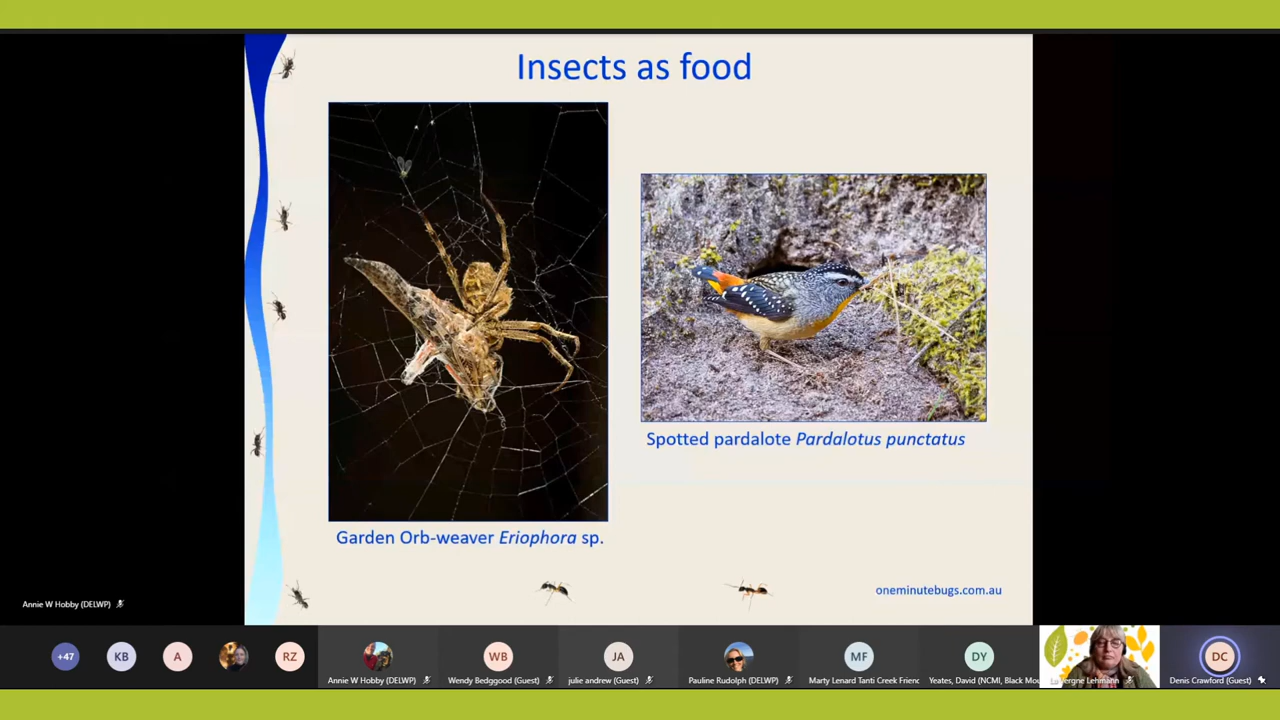 Insects as food
Spotted pardalote Pardalotus punctatus
Garden Orb-weaver Eriophora sp.
oneminutebugs.com.au
Annie W Hobby (DELWP)
+47
KB
A
RZ
Annie W Hobby (DELWP)
WB
Wendy Bedggood (Guest)
JA
julie andrew (Guest)
Pauline Rudolph (DELWP)
MF
Marty Lenard Tanti Creek Friend
DY
Yeates, David (NCMI, Black Mou
La Vergne Lehmann
DC
Denis Crawford (Guest)